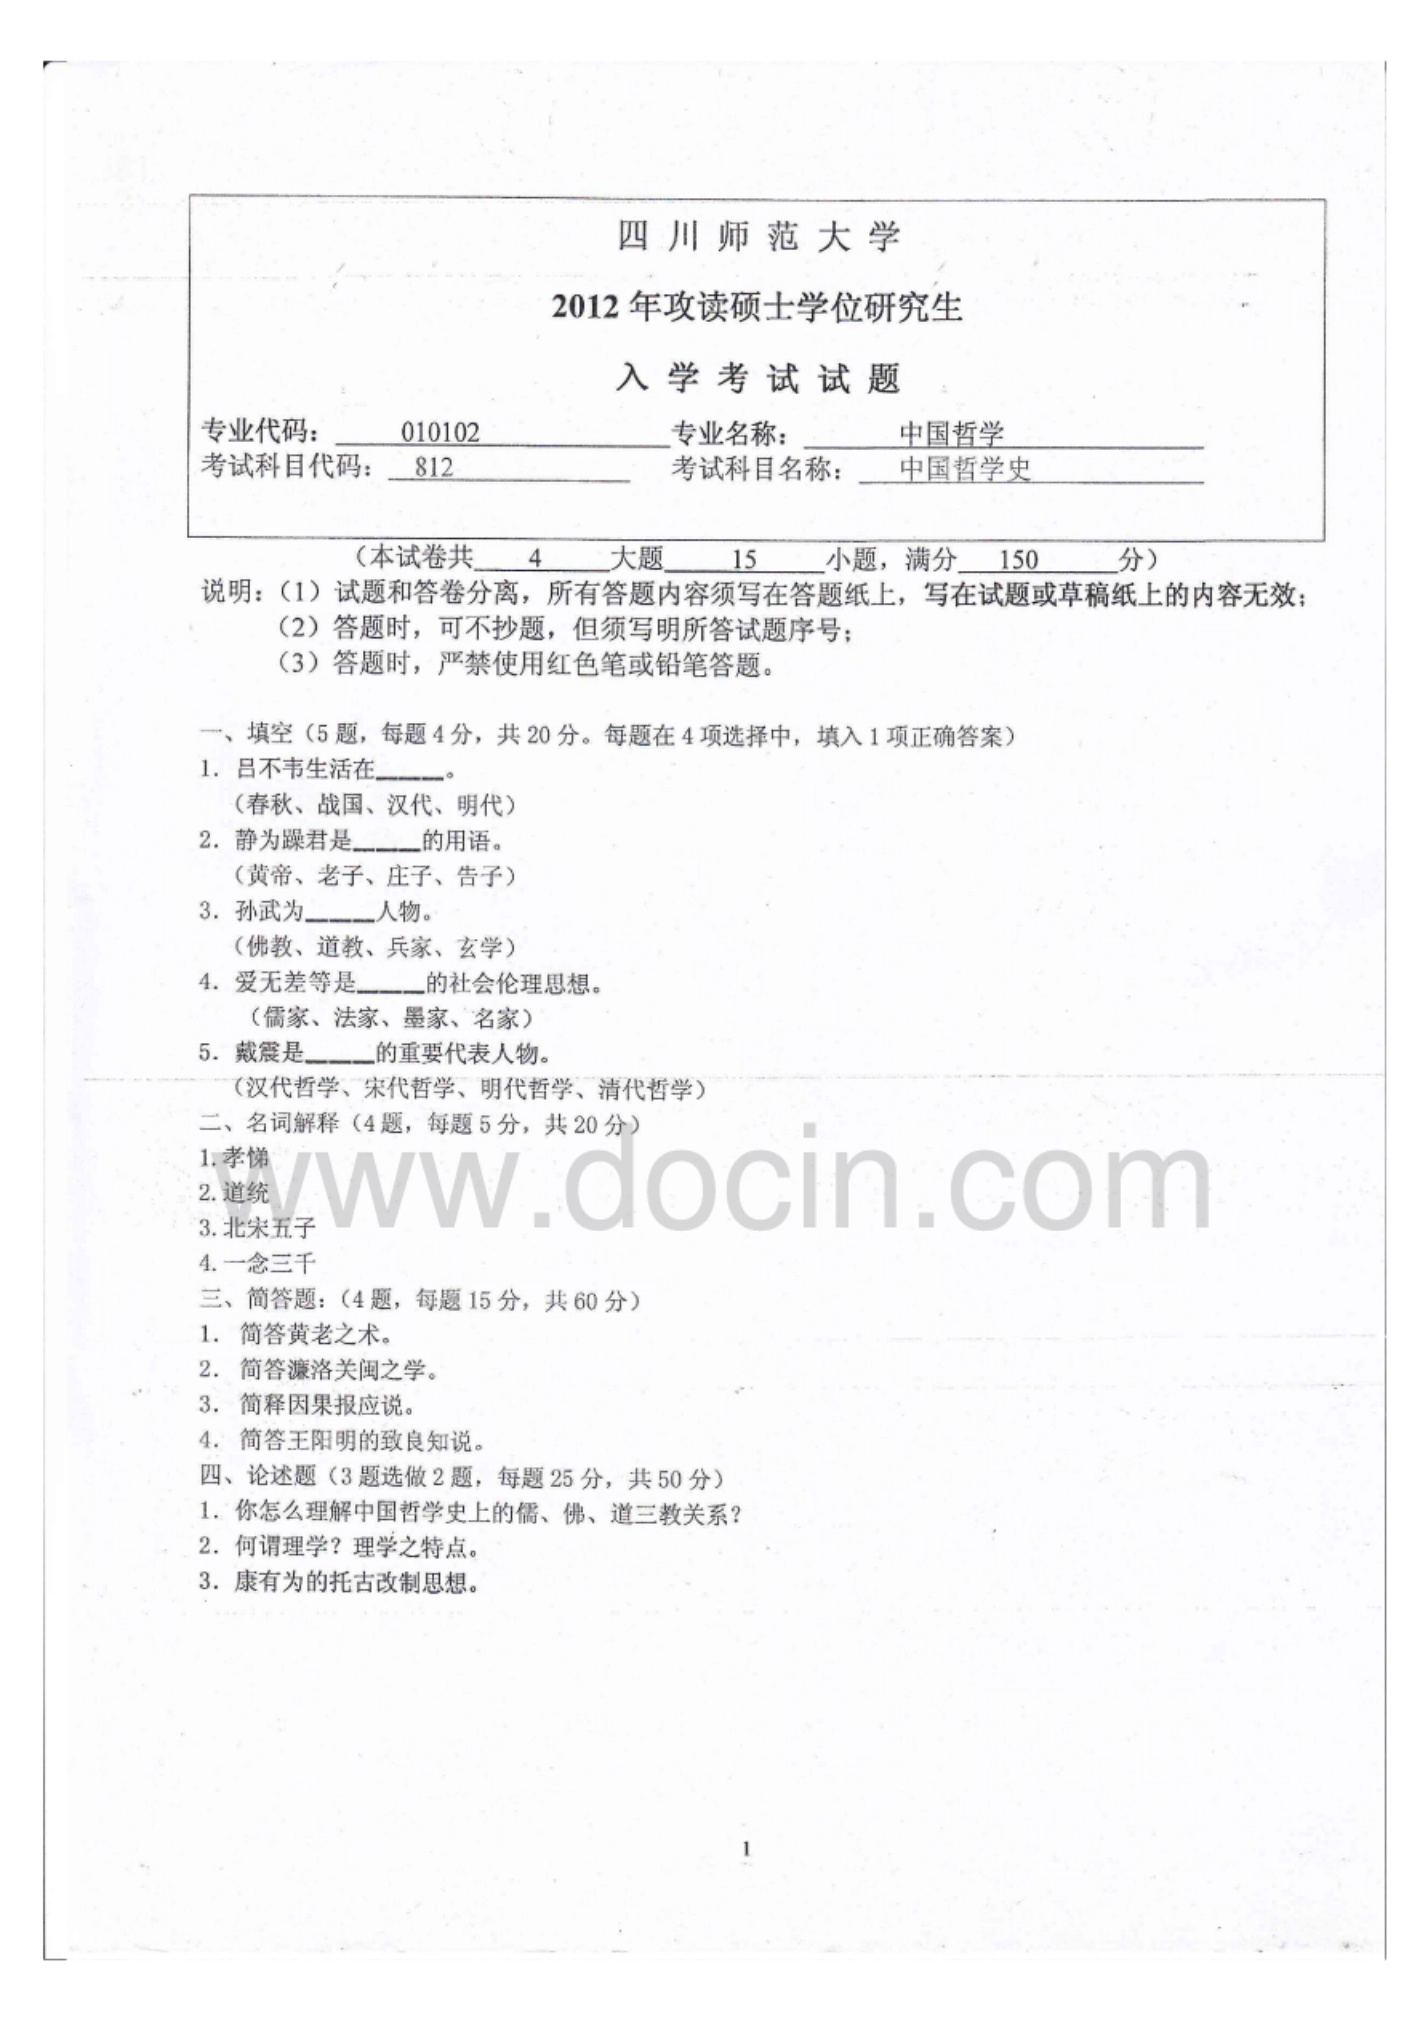 四川师范大学
2012 年攻读硕士学位研究生
入学考试试题
专业代码： 010102 专业名称： 中国哲学
考试科目代码： 812 考试科目名称： 中国哲学史
（本试卷共 4 大题 15 小题，满分 150 分）
说明：（1）试题和答卷分离，所有答题内容须写在答题纸上，写在试题或草稿纸上的内容无效；
（2）答题时，可不抄题，但须写明所答试题序号；
（3）答题时，严禁使用红色笔或铅笔答题。
一、填空（5 题，每题 4 分，共 20 分。每题在 4 项选择中，填入 1 项正确答案）
1．吕不韦生活在______。
（春秋、战国、汉代、明代）
2．静为躁君是______的用语。
（黄帝、老子、庄子、告子）
3．孙武为______人物。
（佛教、道教、兵家、玄学）
4．爱无差等是______的社会伦理思想。
（儒家、法家、墨家、名家）
5．戴震是______的重要代表人物。
（汉代哲学、宋代哲学、明代哲学、清代哲学）
二、名词解释（4 题，每题 5 分，共 20 分）
1. 孝悌
www.docin.com
2. 道统
3. 北宋五子
4. 一念三千
三、简答题：（4 题，每题 15 分，共 60 分）
1． 简答黄老之术。
2． 简答濂洛关闽之学。
3． 简释因果报应说。
4． 简答王阳明的致良知说。
四、论述题（3 题选做 2 题，每题 25 分，共 50 分）
1．你怎么理解中国哲学史上的儒、佛、道三教关系？
2．何谓理学？理学之特点。
3．康有为的托古改制思想。
1